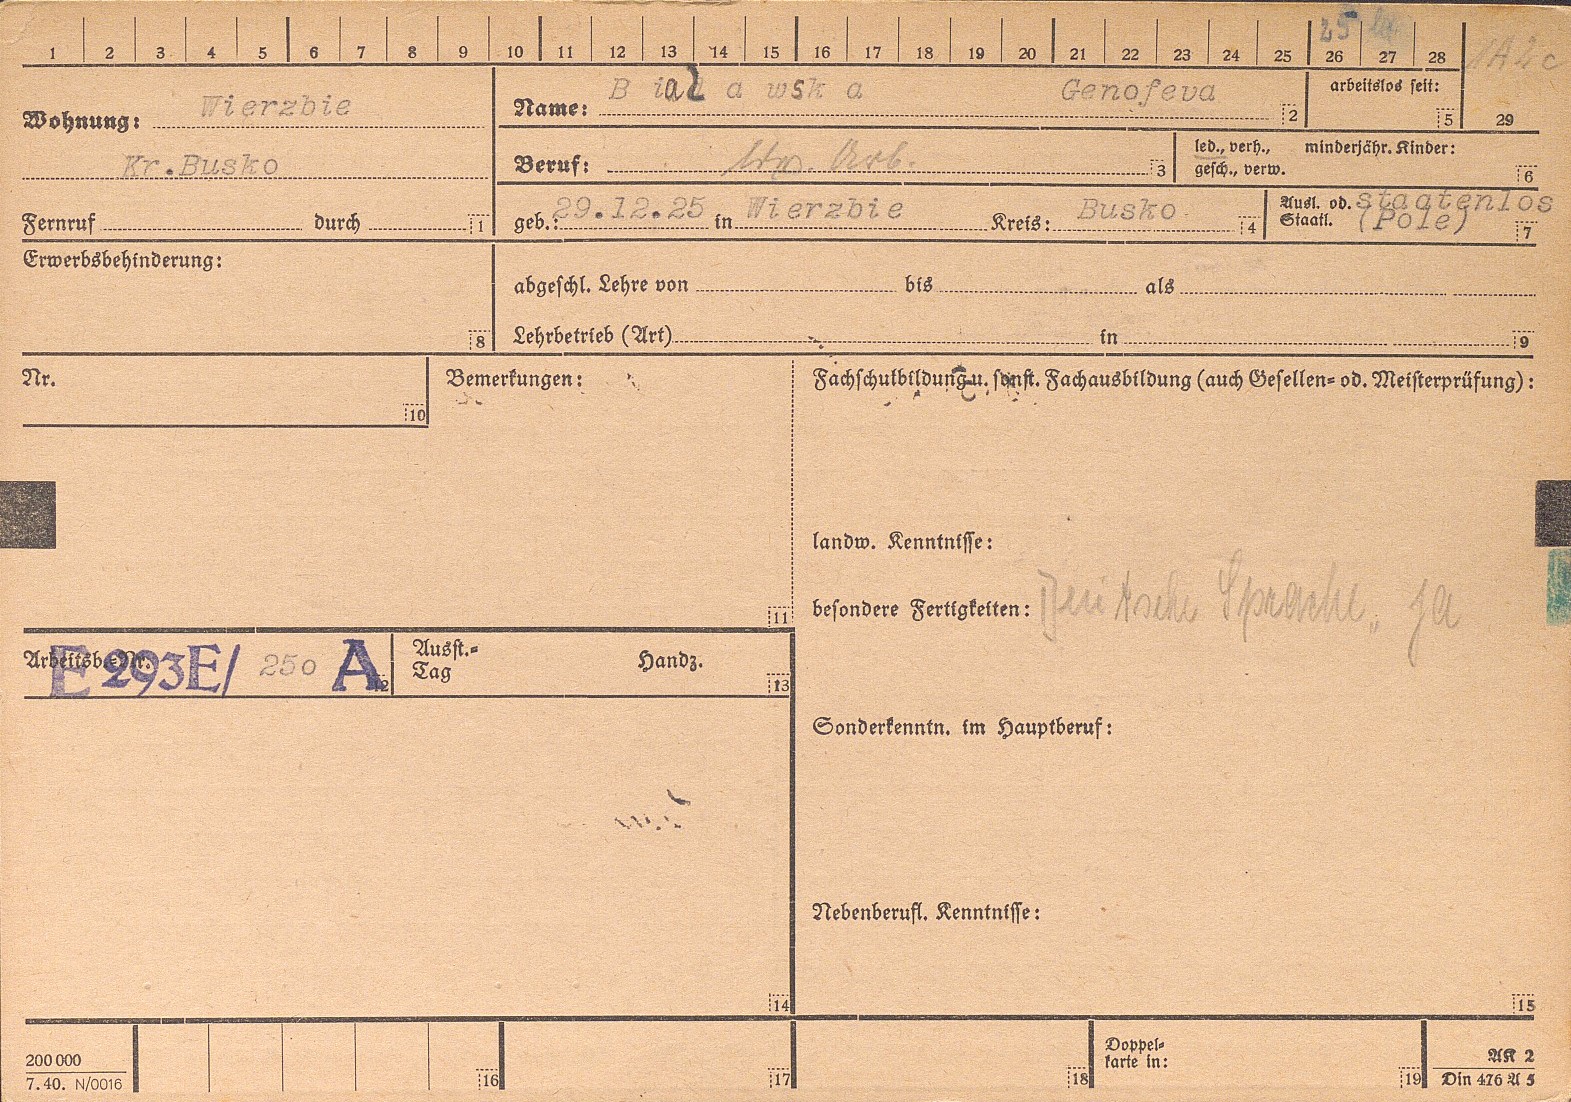 1 2 3 4 5 6 7 8 9 10 11 12 13 14 15 16 17 18 19 20 21 22 23 24 25 26 27 28
25
1A2c
Wohnung: Wierzbie
Kr.Busko
Fernruf durch 1
Name: Bialawska Genofeva 2
arbeitslos seit: 5
29
Beruf: Arb. 3
led., verh., gesch., verw.
minderjähr. Kinder: 6
geb.: 29.12.25 in Wierzbie Kreis: Busko 4
Ausl. od. Staatl. staatenlos (Pole) 7
Erwerbsbehinderung: 8
abgeschl. Lehre von bis als
Lehrbetrieb (Art) in 9
Nr. 10
Bemerkungen: 11
Fachschulbildung u. sonst. Fachausbildung (auch Gesellen= od. Meisterprüfung):
landw. Kenntnisse:
besondere Fertigkeiten: Deutsche Sprache „ ja
Arbeitsb.=Nr. E 293E/ 250 A 12
Ausst.=Tag Handz. 13
Sonderkenntn. im Hauptberuf:
Nebenberufl. Kenntnisse:
14 15
200 000
7.40. N/0016
16 17 18
Doppel=
karte in: 19
AK 2
Din 476 A 5